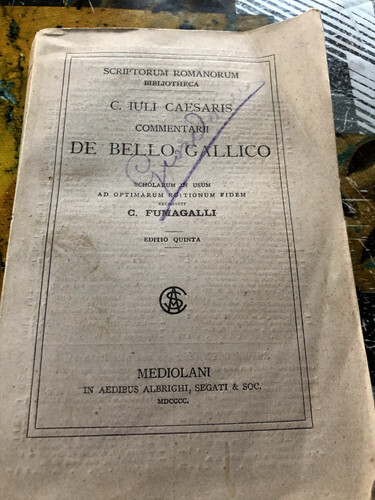 SCRIPTORUM ROMANORUM
BIBLIOTHECA
C. IULI CAESARIS
COMMENTARII
DE BELLO GALLICO
SCHOLARUM IN USUM
AD OPTIMARUM EDITIONUM FIDEM
C. FUMAGALLI
EDITIO QUINTA
MEDIOLANI
IN AEDIBUS ALBRIGHI, SEGATI & SOC.
MDCCCC.